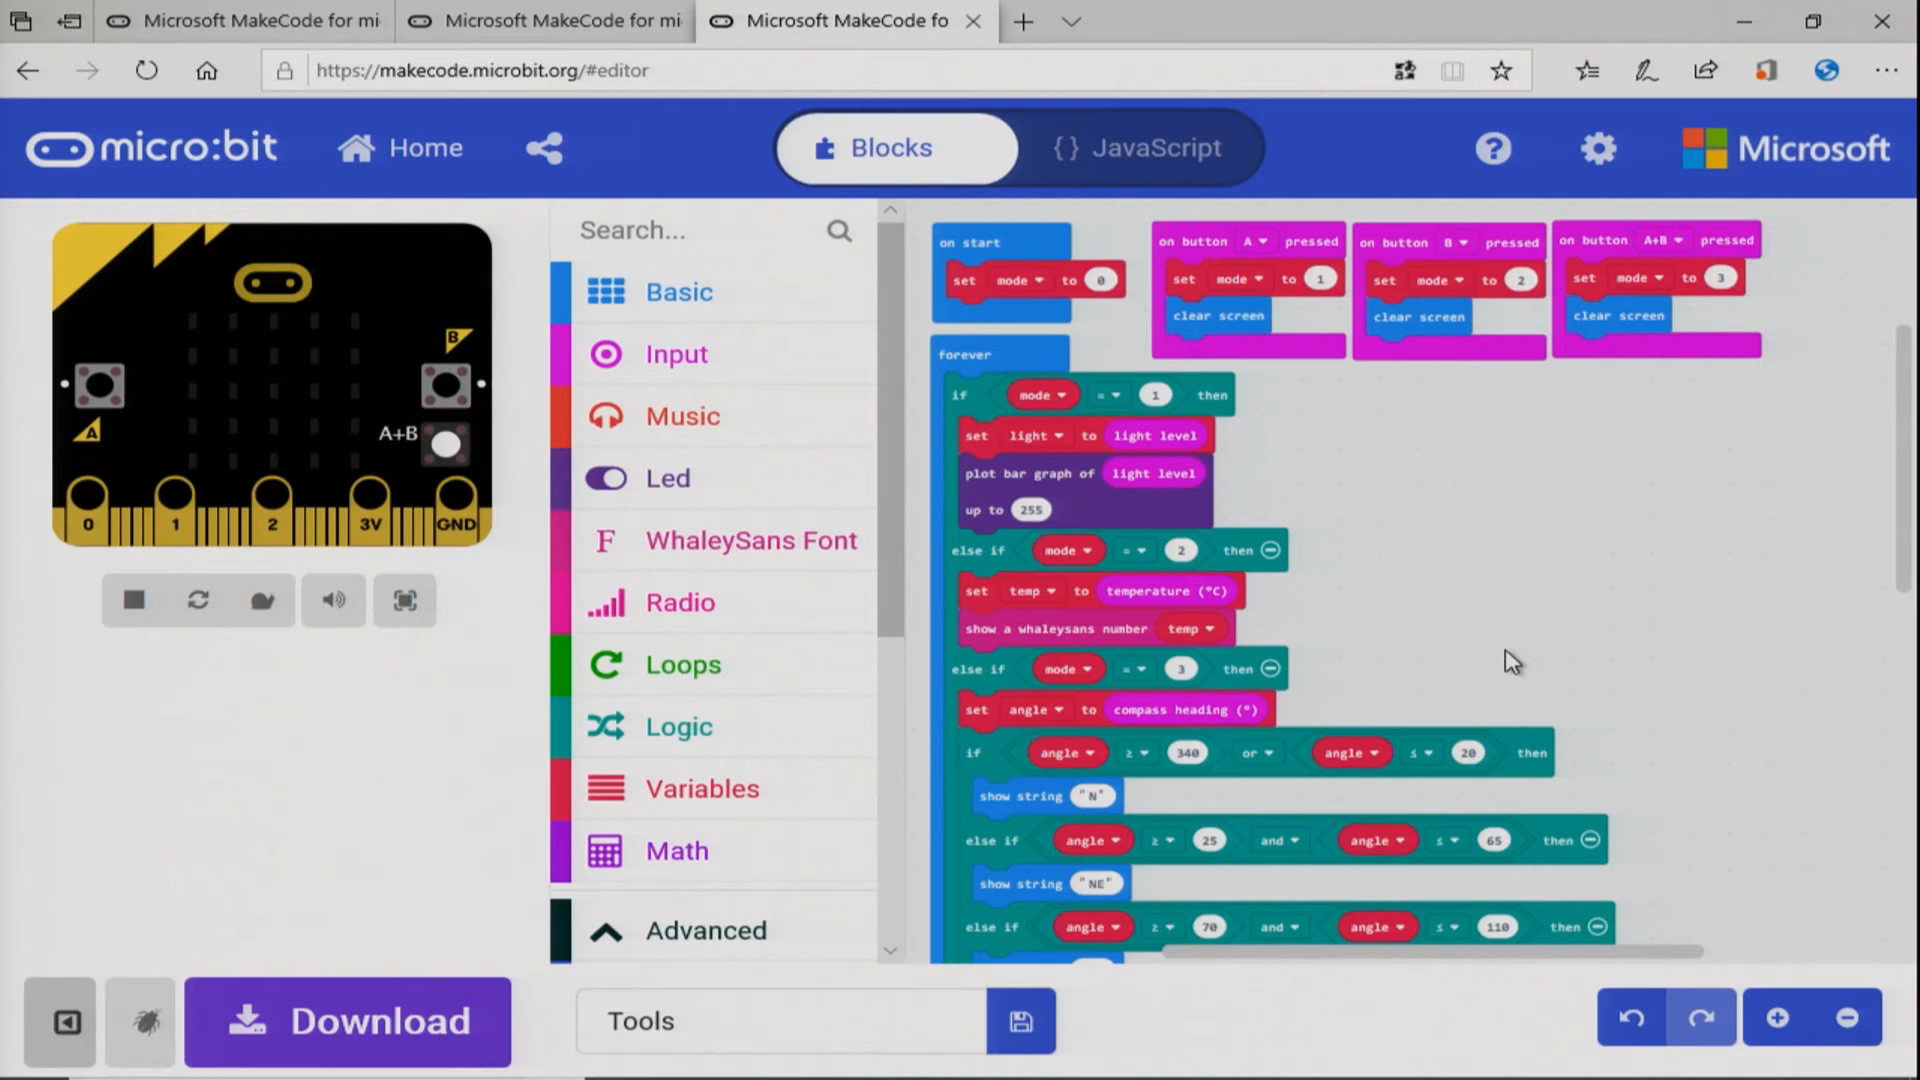 Microsoft MakeCode for mi
Microsoft MakeCode for mi
Microsoft MakeCode fo
https://makecode.microbit.org/#editor
micro:bit
Home
Blocks
{ } JavaScript
?
Microsoft
B
A
A+B
0 1 2 3V GND
Search...
Basic
Input
Music
Led
F WhaleySans Font
Radio
Loops
Logic
Variables
Math
Advanced
on start
set mode to 0
on button A pressed
set mode to 1
clear screen
on button B pressed
set mode to 2
clear screen
on button A+B pressed
set mode to 3
clear screen
forever
if mode = 1 then
set light to light level
plot bar graph of light level
up to 255
else if mode = 2 then
set temp to temperature (°C)
show a whaleysans number temp
else if mode = 3 then
set angle to compass heading (°)
if angle ≥ 340 or angle ≤ 20 then
show string "N"
else if angle ≥ 25 and angle ≤ 65 then
show string "NE"
else if angle ≥ 70 and angle ≤ 110 then
Download
Tools